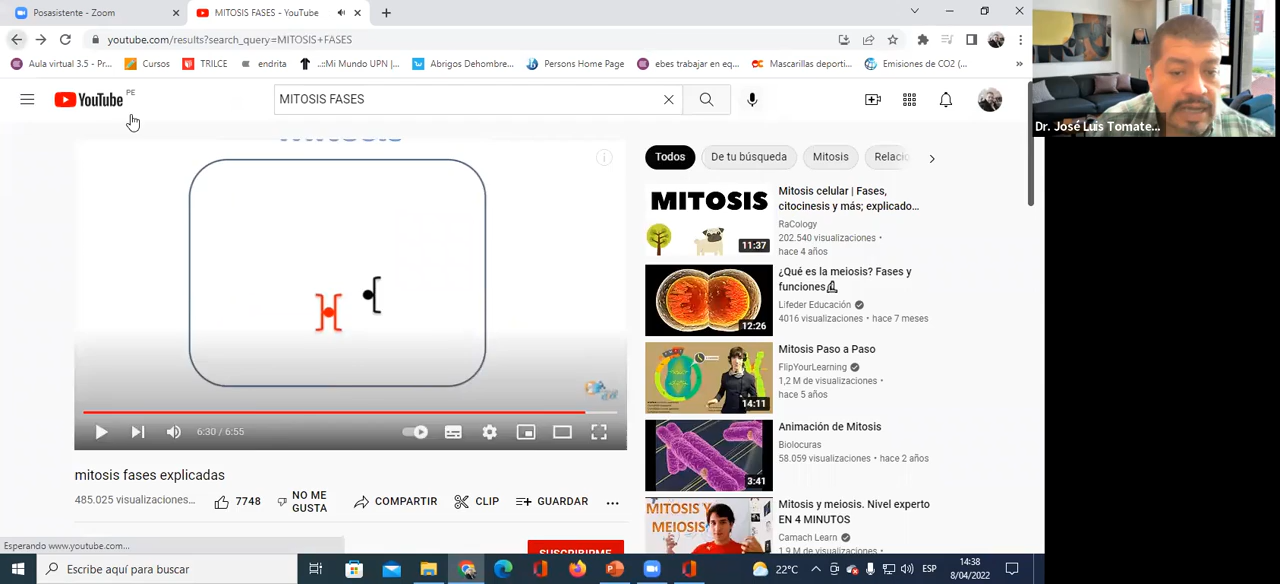 Posasistente - Zoom
MITOSIS FASES - YouTube
youtube.com/results?search_query=MITOSIS+FASES
Aula virtual 3.5 - Pr...
Cursos
TRILCE
endrita
..::Mi Mundo UPN |...
Abrigos Dehombre...
Persons Home Page
ebes trabajar en eq...
Mascarillas deporti...
Emisiones de CO2 (...
»
YouTube PE
MITOSIS FASES
Dr. José Luis Tomate...
6:30 / 6:55
mitosis fases explicadas
485.025 visualizaciones...
7748
NO ME GUSTA
COMPARTIR
CLIP
GUARDAR
...
SUSCRIBIRME
Todos
De tu búsqueda
Mitosis
Relacio
MITOSIS
11:37
Mitosis celular | Fases,
citocinesis y más; explicado...
RaCology
202.540 visualizaciones •
hace 4 años
12:26
¿Qué es la meiosis? Fases y
funciones
Lifeder Educación
4016 visualizaciones • hace 7 meses
14:11
Mitosis Paso a Paso
FlipYourLearning
1,2 M de visualizaciones •
hace 5 años
3:41
Animación de Mitosis
Biolocuras
58.059 visualizaciones • hace 2 años
MITOSIS Y
MEIOSIS
Mitosis y meiosis. Nivel experto
EN 4 MINUTOS
Camach Learn
1,9 M de visualizaciones •
Esperando www.youtube.com...
Escribe aquí para buscar
22°C
ESP
14:38
8/04/2022